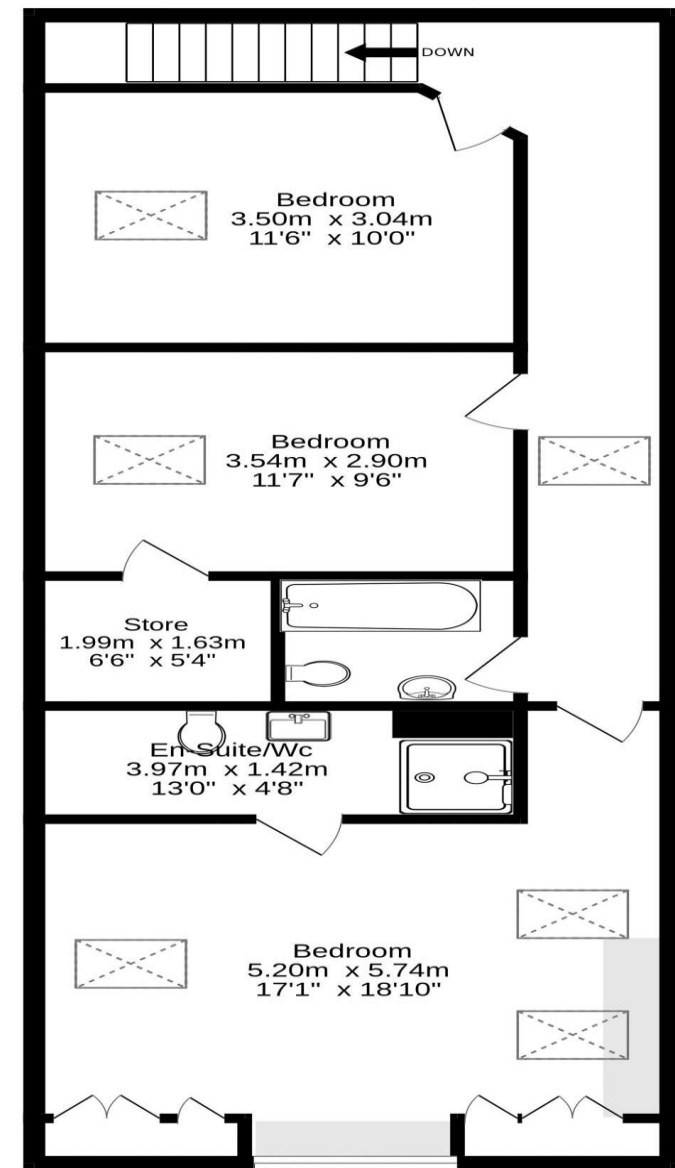 DOWN
Bedroom
3.50m x 3.04m
11'6" x 10'0"
Bedroom
3.54m x 2.90m
11'7" x 9'6"
Store
1.99m x 1.63m
6'6" x 5'4"
En-Suite/Wc
3.97m x 1.42m
13'0" x 4'8"
Bedroom
5.20m x 5.74m
17'1" x 18'10"